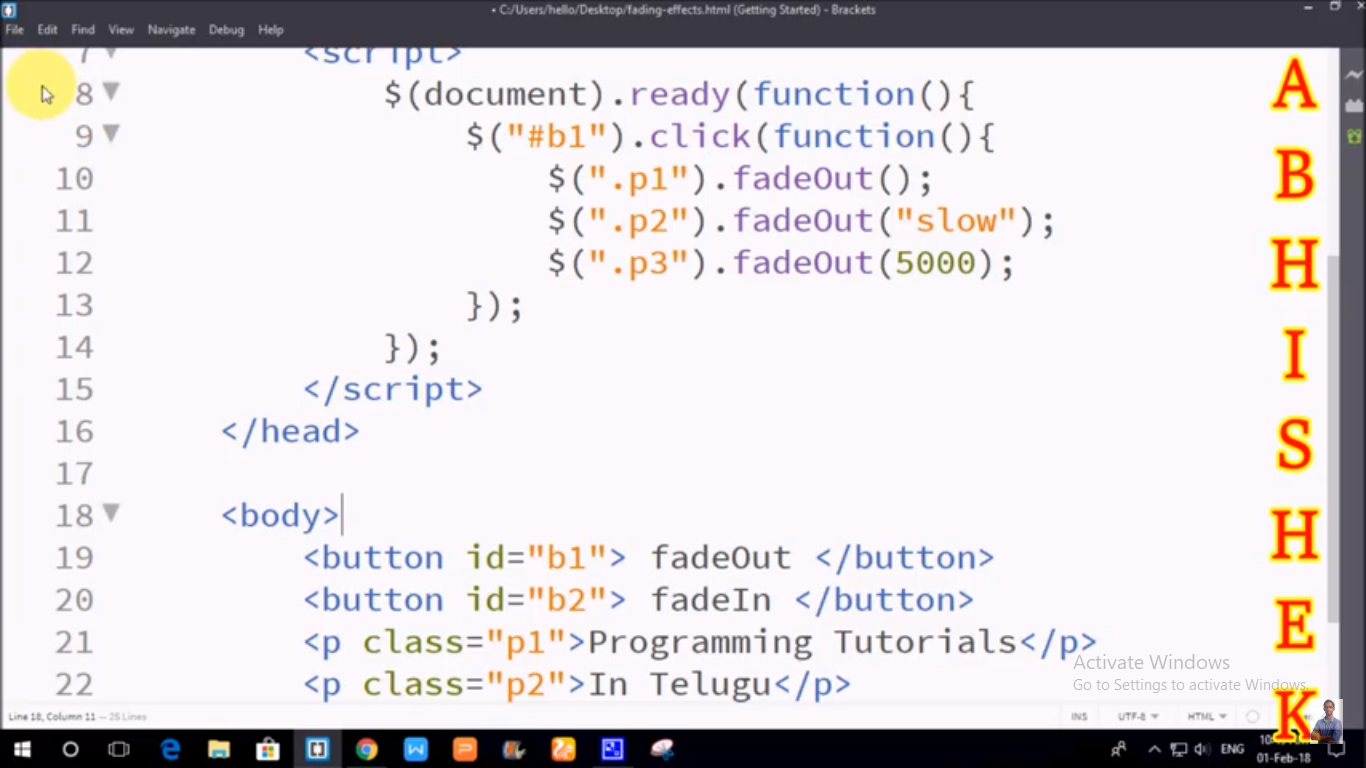 • C:/Users/hello/Desktop/fading-effects.html (Getting Started) - Brackets
File Edit Find View Navigate Debug Help
7 <script>
8 $(document).ready(function(){
9 $("#b1").click(function(){
10 $(".p1").fadeOut();
11 $(".p2").fadeOut("slow");
12 $(".p3").fadeOut(5000);
13 });
14 });
15 </script>
16 </head>
17
18 <body>
19 <button id="b1"> fadeOut </button>
20 <button id="b2"> fadeIn </button>
21 <p class="p1">Programming Tutorials</p>
22 <p class="p2">In Telugu</p>
A
B
H
I
S
H
E
K
Activate Windows
Go to Settings to activate Windows.
Line 18, Column 11 — 25 Lines
INS UTF-8 HTML
ENG
01-Feb-18